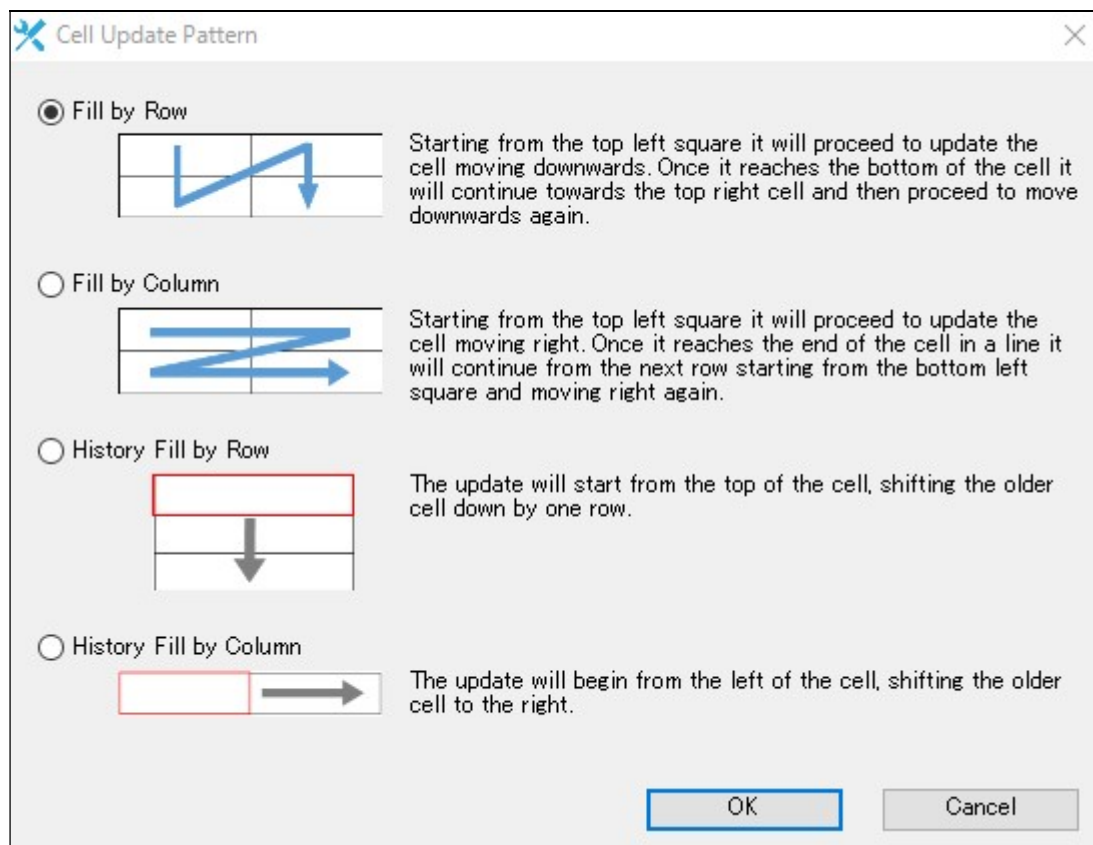 Cell Update Pattern
Fill by Row
Starting from the top left square it will proceed to update the
cell moving downwards. Once it reaches the bottom of the cell it
will continue towards the top right cell and then proceed to move
downwards again.
Fill by Column
Starting from the top left square it will proceed to update the
cell moving right. Once it reaches the end of the cell in a line it
will continue from the next row starting from the bottom left
square and moving right again.
History Fill by Row
The update will start from the top of the cell, shifting the older
cell down by one row.
History Fill by Column
The update will begin from the left of the cell, shifting the older
cell to the right.
OK
Cancel